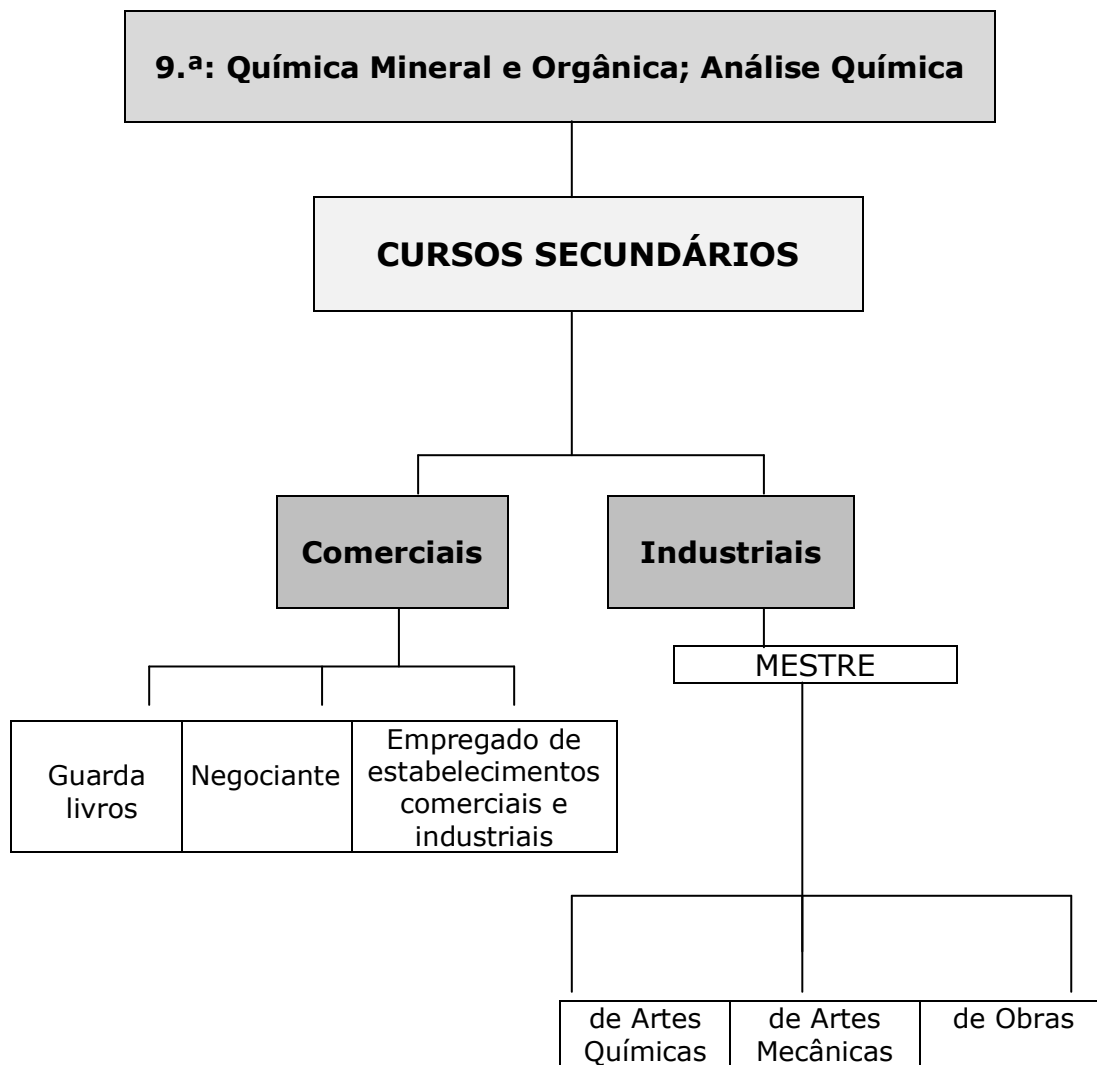 9.ª: Química Mineral e Orgânica; Análise Química
CURSOS SECUNDÁRIOS
Comerciais
Industriais
MESTRE
Guarda
livros
Negociante
Empregado de
estabelecimentos
comerciais e
industriais
de Artes
Químicas
de Artes
Mecânicas
de Obras